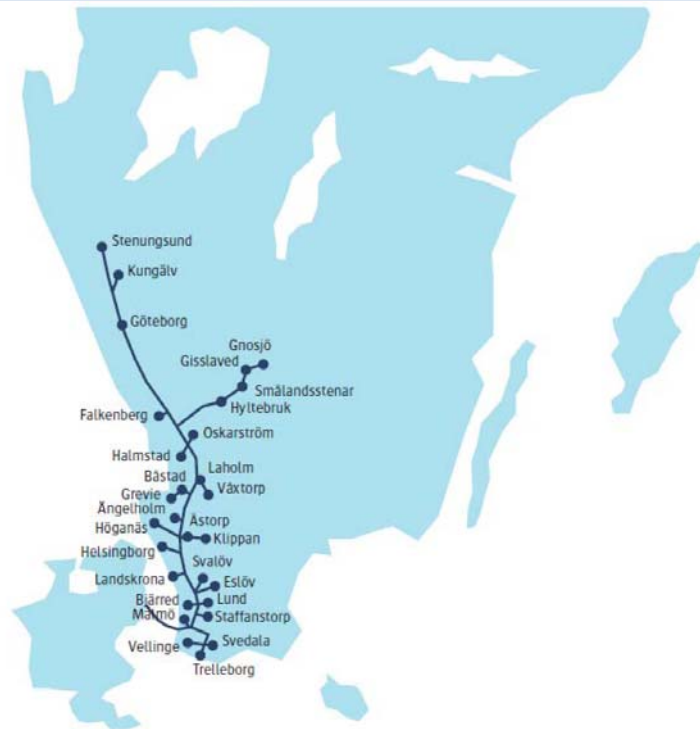 Stenungsund
Kungälv
Göteborg
Gnosjö
Gisslaved
Smålandsstenar
Hyltebruk
Falkenberg
Oskarström
Halmstad
Laholm
Båstad
Våxtorp
Grevie
Ängelholm
Åstorp
Höganäs
Klippan
Helsingborg
Svalöv
Landskrona
Eslöv
Bjärred
Lund
Malmö
Staffanstorp
Vellinge
Svedala
Trelleborg